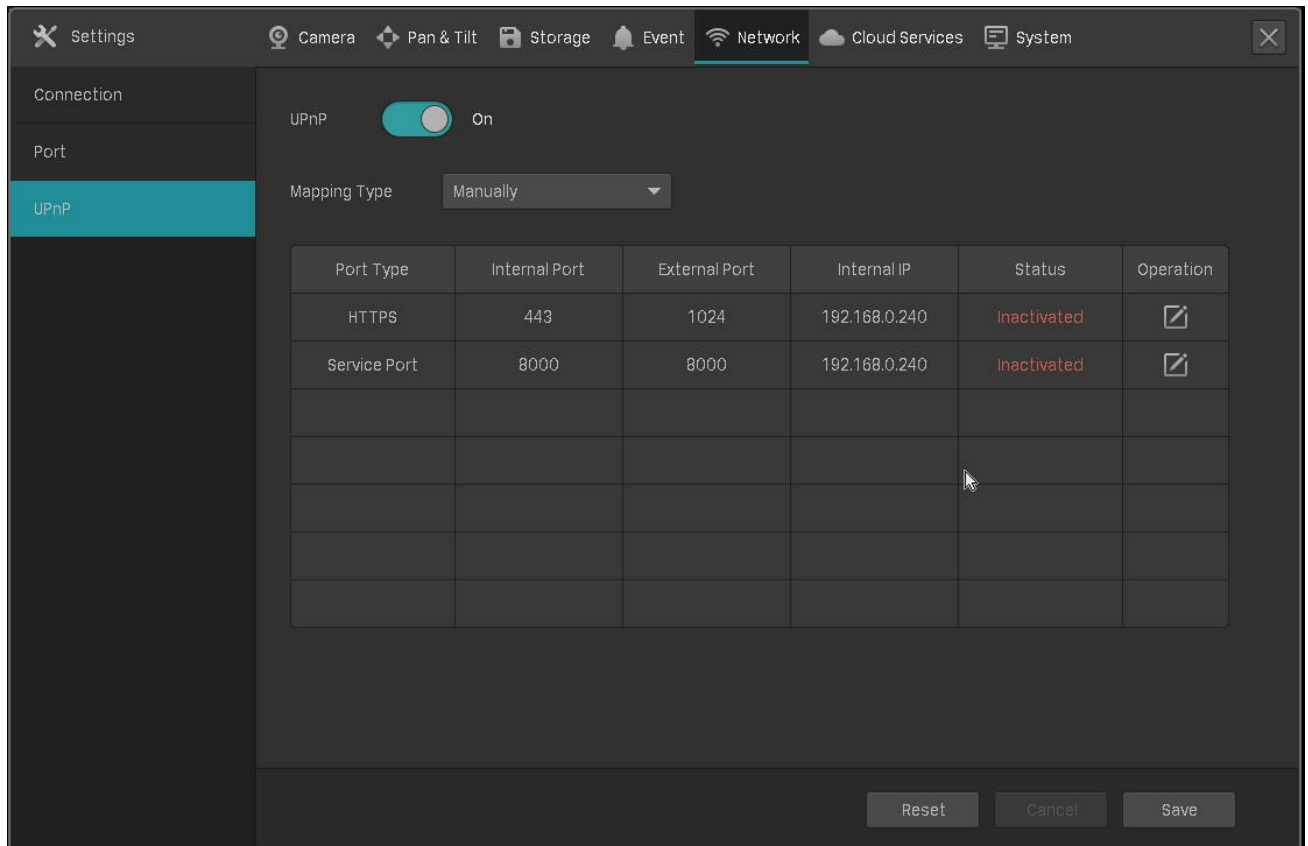 Settings Camera Pan & Tilt Storage Event Network Cloud Services System
Connection
Port
UPnP
UPnP On
Mapping Type Manually
Port Type Internal Port External Port Internal IP Status Operation
HTTPS 443 1024 192.168.0.240 Inactivated
Service Port 8000 8000 192.168.0.240 Inactivated
Reset Cancel Save